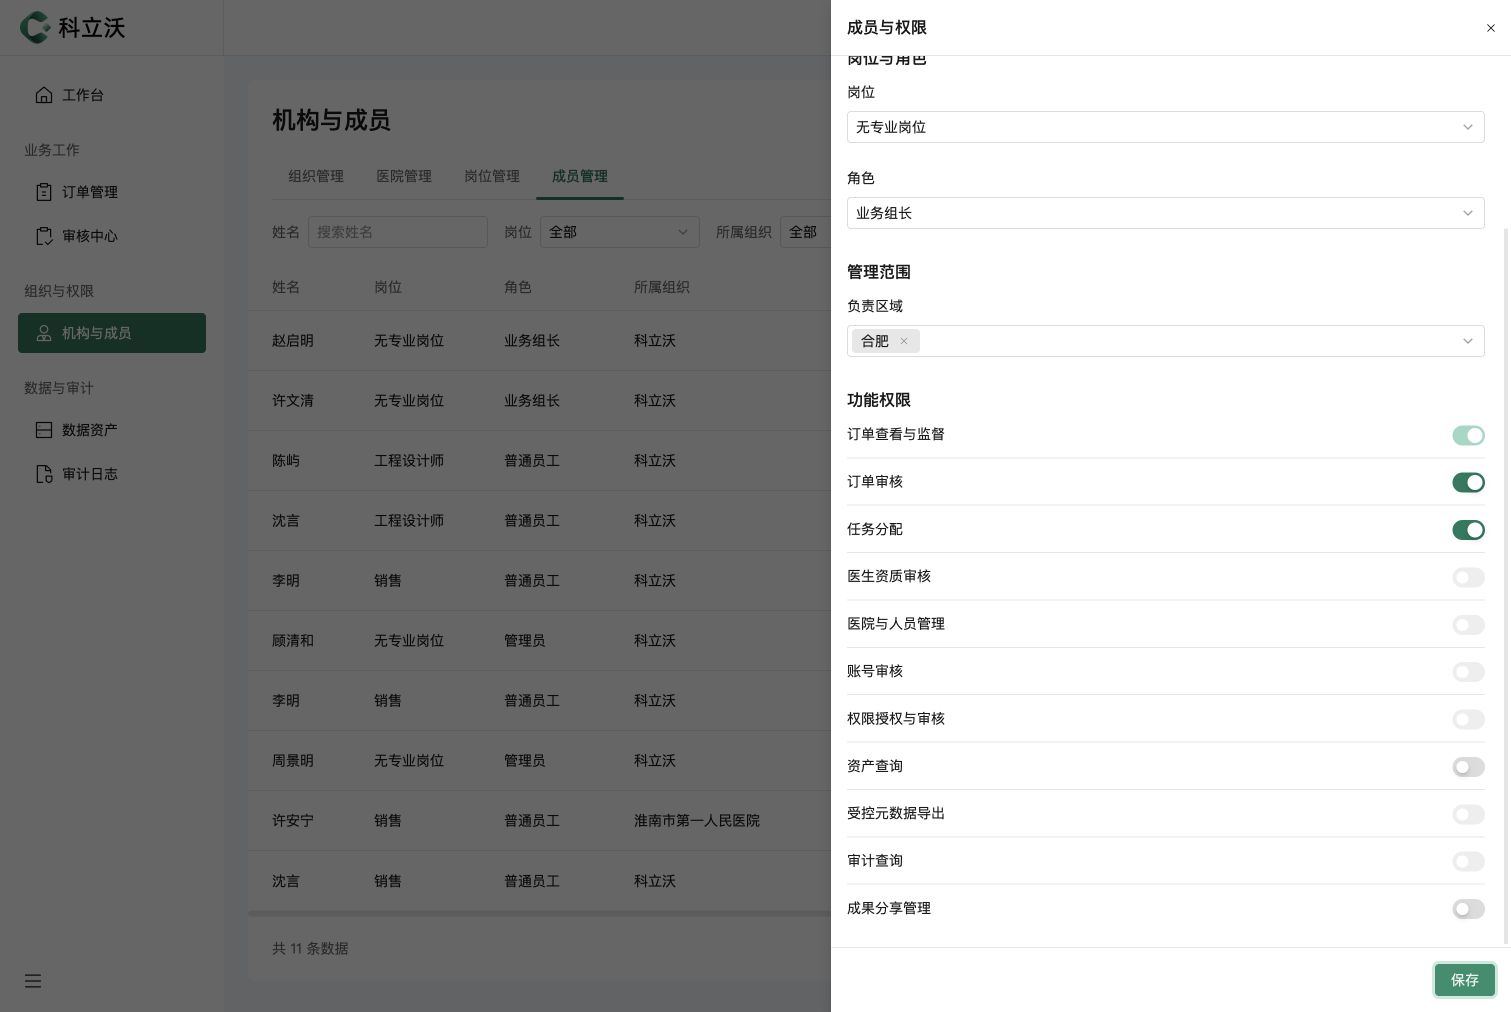 科立沃
工作台
业务工作
订单管理
审核中心
组织与权限
机构与成员
数据与审计
数据资产
审计日志
机构与成员
组织管理 医院管理 岗位管理 成员管理
姓名 搜索姓名 岗位 全部 所属组织 全部
姓名 岗位 角色 所属组织
赵启明 无专业岗位 业务组长 科立沃
许文清 无专业岗位 业务组长 科立沃
陈屿 工程设计师 普通员工 科立沃
沈言 工程设计师 普通员工 科立沃
李明 销售 普通员工 科立沃
顾清和 无专业岗位 管理员 科立沃
李明 销售 普通员工 科立沃
周景明 无专业岗位 管理员 科立沃
许安宁 销售 普通员工 淮南市第一人民医院
沈言 销售 普通员工 科立沃
共 11 条数据
成员与权限
岗位与角色
岗位
无专业岗位
角色
业务组长
管理范围
负责区域
合肥
功能权限
订单查看与监督
订单审核
任务分配
医生资质审核
医院与人员管理
账号审核
权限授权与审核
资产查询
受控元数据导出
审计查询
成果分享管理
保存